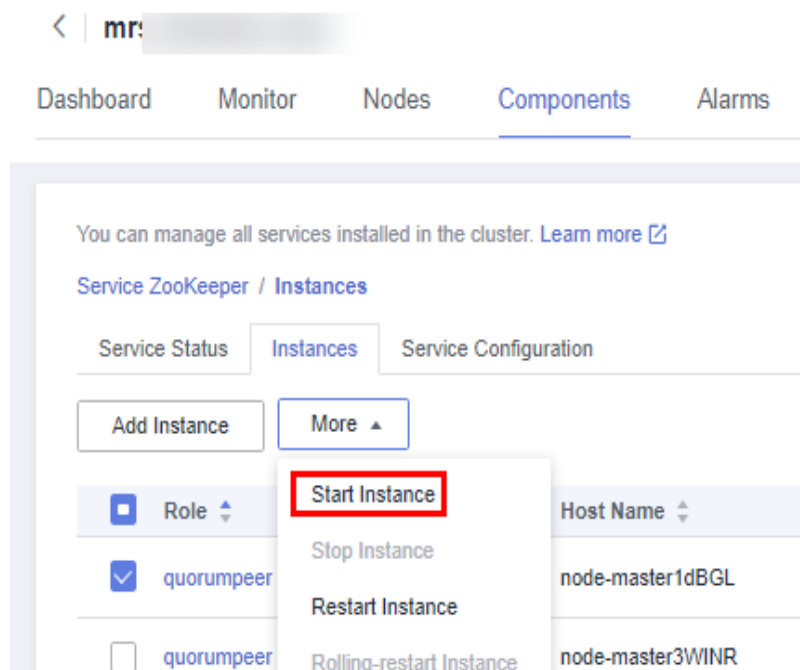 mrs
Dashboard Monitor Nodes Components Alarms
You can manage all services installed in the cluster. Learn more
Service ZooKeeper / Instances
Service Status Instances Service Configuration
Add Instance More
Role Start Instance Host Name
Stop Instance
quorumpeer node-master1dBGL
Restart Instance
quorumpeer Rolling-restart Instance node-master3WINR